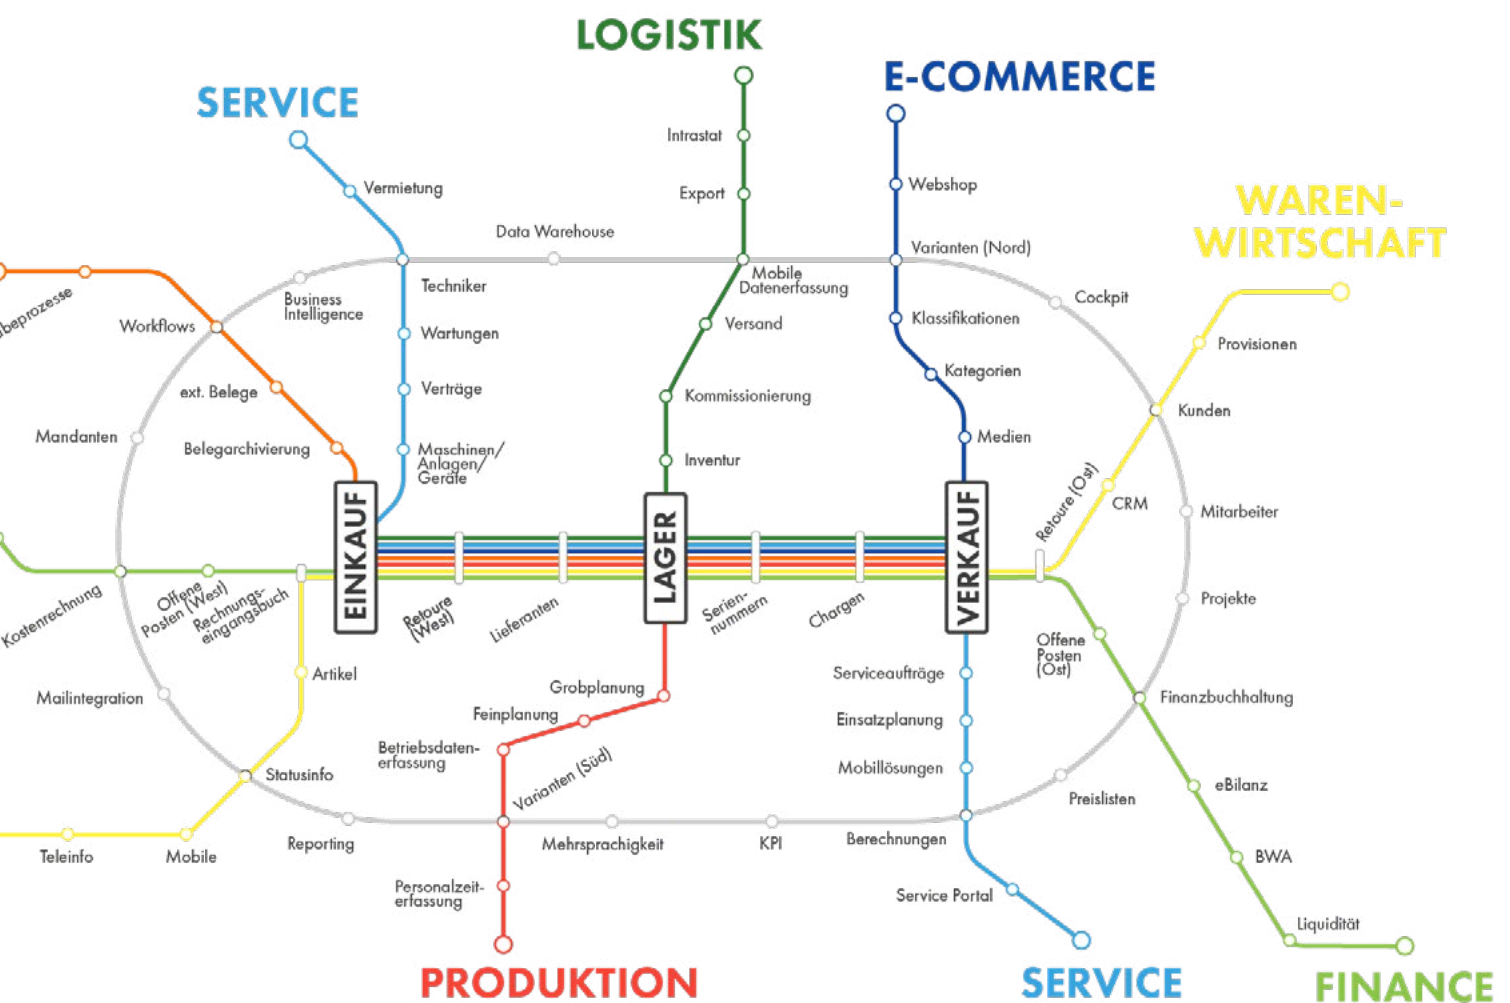 LOGISTIK
E-COMMERCE
SERVICE
Intrastat
Export
Vermietung
Webshop
WAREN-
WIRTSCHAFT
Data Warehouse
Varianten (Nord)
Techniker
Mobile
Datenerfassung
Business
Intelligence
Cockpit
beprozesse
Workflows
Wartungen
Versand
Klassifikationen
Provisionen
ext. Belege
Verträge
Kommissionierung
Kategorien
Kunden
Mandanten
Belegarchivierung
Maschinen/
Anlagen/
Geräte
Inventur
Medien
Retoure (Ost)
CRM
Mitarbeiter
EINKAUF
LAGER
VERKAUF
Kostenrechnung
Offene
Posten (West)
Rechnungs-
eingangsbuch
Retoure
(West)
Lieferanten
Serien-
nummern
Chargen
Projekte
Offene
Posten
(Ost)
Artikel
Serviceaufträge
Mailintegration
Grobplanung
Feinplanung
Einsatzplanung
Finanzbuchhaltung
Betriebsdaten-
erfassung
Varianten (Süd)
Mobillösungen
Statusinfo
eBilanz
Preislisten
Reporting
Mehrsprachigkeit
KPI
Berechnungen
Teleinfo
Mobile
BWA
Personalzeit-
erfassung
Service Portal
Liquidität
PRODUKTION
SERVICE
FINANCE